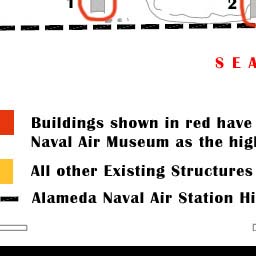 1
2
SEA
Buildings shown in red have
Naval Air Museum as the high
All other Existing Structures
Alameda Naval Air Station Hi